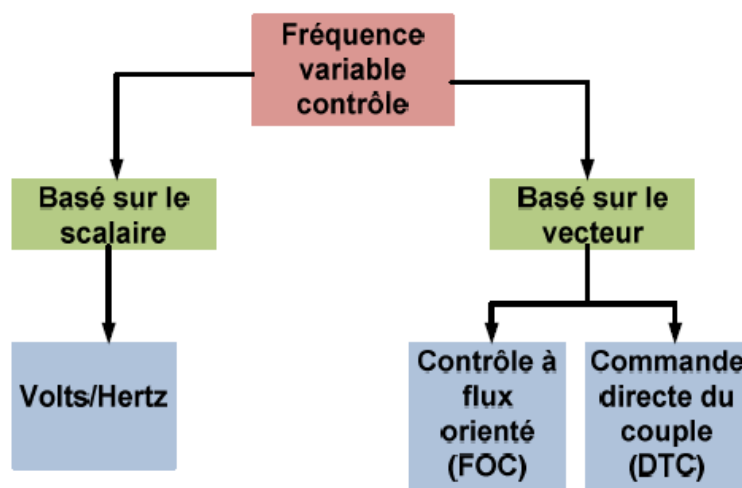 Fréquence
variable
contrôle
Basé sur le
scalaire
Basé sur le
vecteur
Volts/Hertz
Contrôle à
flux
orienté
(FOC)
Commande
directe du
couple
(DTC)